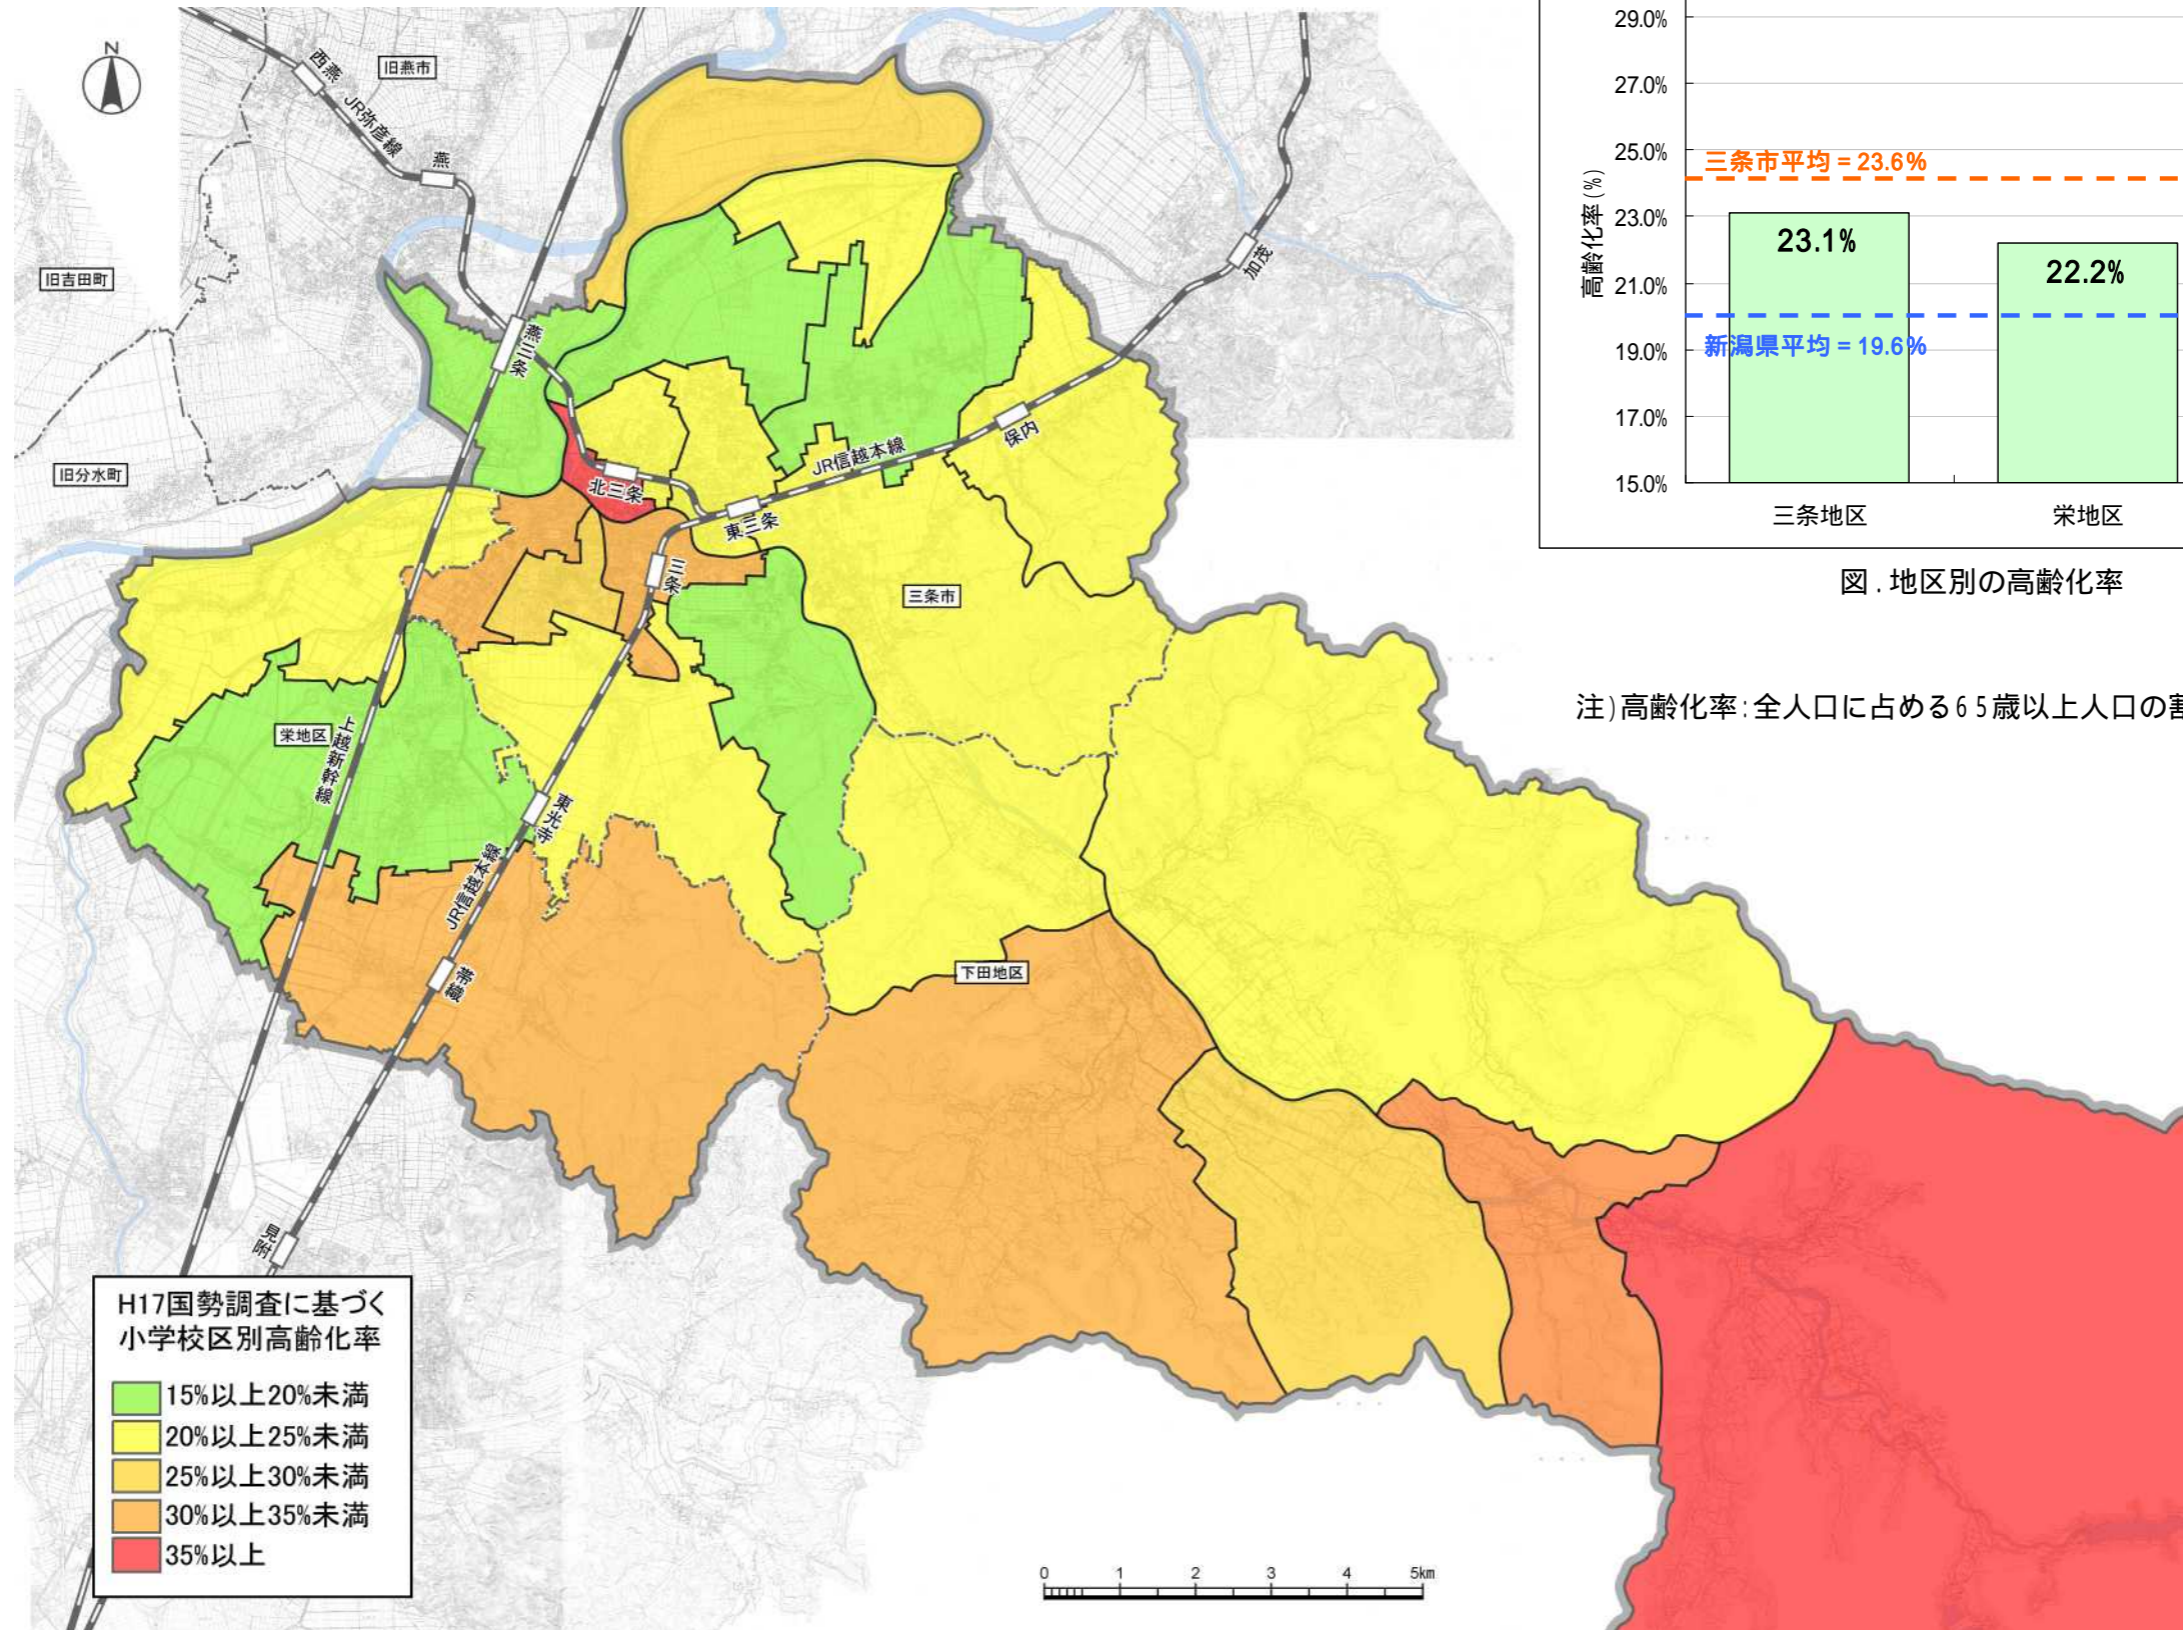 N
旧燕市
西燕
JR弥彦線
燕
旧吉田町
旧分水町
燕三条
加茂
保内
JR信越本線
北三条
東三条
三条
三条市
栄地区
上越新幹線
東光寺
JR信越本線
帯織
下田地区
見附
H17国勢調査に基づく
小学校区別高齢化率
15%以上20%未満
20%以上25%未満
25%以上30%未満
30%以上35%未満
35%以上
0 1 2 3 4 5km
高齢化率(%)
29.0%
27.0%
25.0%
23.0%
21.0%
19.0%
17.0%
15.0%
三条市平均=23.6%
新潟県平均=19.6%
23.1%
22.2%
三条地区
栄地区
図.地区別の高齢化率
注)高齢化率:全人口に占める65歳以上人口の